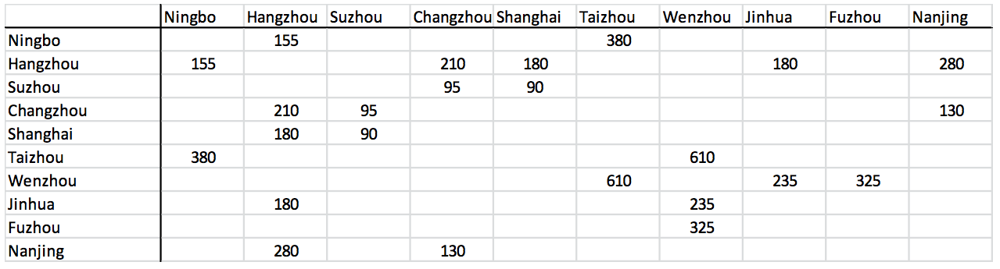 Ningbo Hangzhou Suzhou Changzhou Shanghai Taizhou Wenzhou Jinhua Fuzhou Nanjing
Ningbo 155 380
Hangzhou 155 210 180 180 280
Suzhou 95 90
Changzhou 210 95 130
Shanghai 180 90
Taizhou 380 610
Wenzhou 610 235 325
Jinhua 180 235
Fuzhou 325
Nanjing 280 130